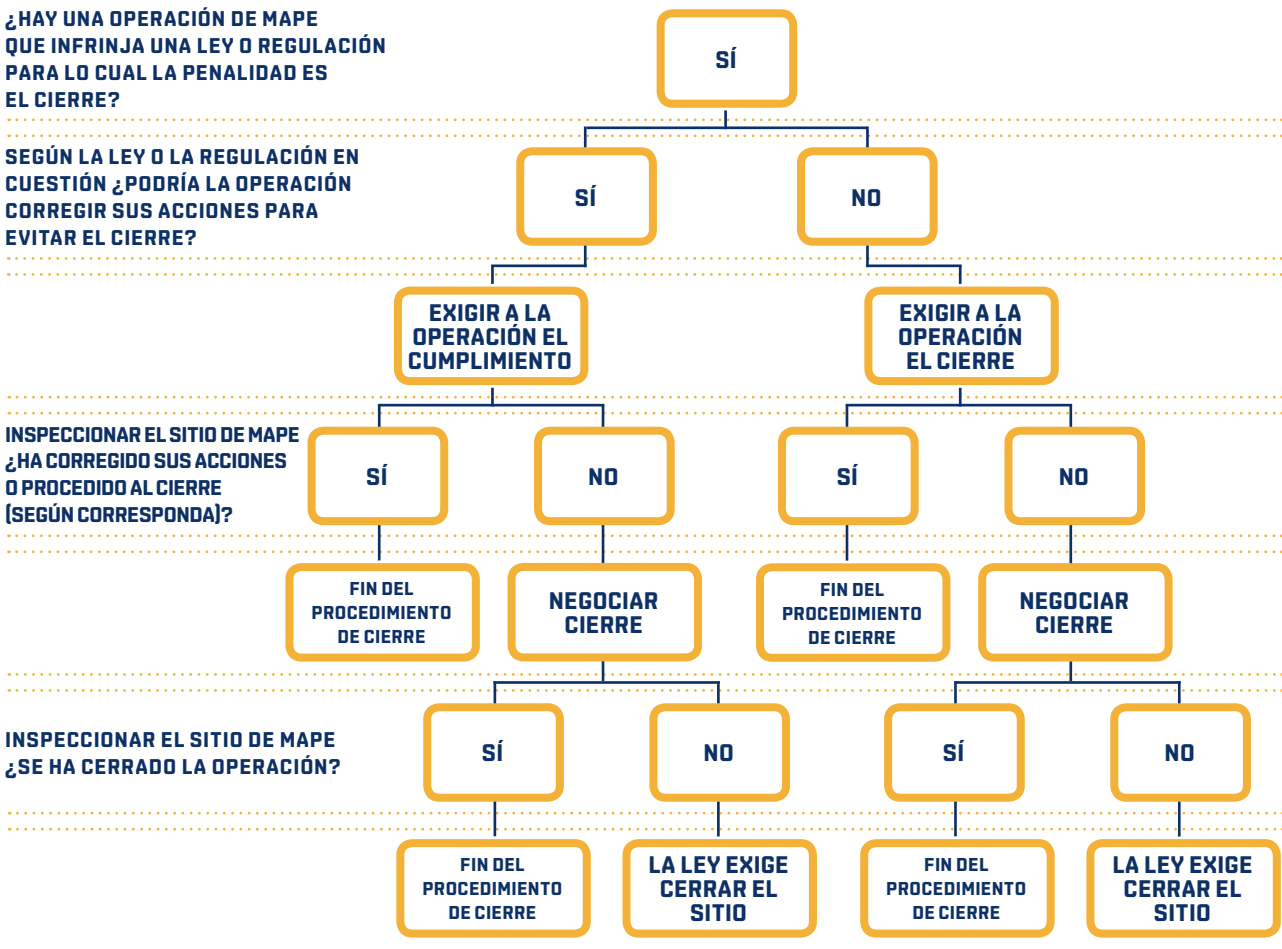 ¿HAY UNA OPERACIÓN DE MAPE
QUE INFRINJA UNA LEY O REGULACIÓN
PARA LO CUAL LA PENALIDAD ES
EL CIERRE?
SÍ
SEGÚN LA LEY O LA REGULACIÓN EN
CUESTIÓN ¿PODRÍA LA OPERACIÓN
CORREGIR SUS ACCIONES PARA
EVITAR EL CIERRE?
SÍ
NO
EXIGIR A LA
OPERACIÓN EL
CUMPLIMIENTO
EXIGIR A LA
OPERACIÓN
EL CIERRE
INSPECCIONAR EL SITIO DE MAPE
¿HA CORREGIDO SUS ACCIONES
O PROCEDIDO AL CIERRE
(SEGÚN CORRESPONDA)?
SÍ
NO
SÍ
NO
FIN DEL
PROCEDIMIENTO
DE CIERRE
NEGOCIAR
CIERRE
FIN DEL
PROCEDIMIENTO
DE CIERRE
NEGOCIAR
CIERRE
INSPECCIONAR EL SITIO DE MAPE
¿SE HA CERRADO LA OPERACIÓN?
SÍ
NO
SÍ
NO
FIN DEL
PROCEDIMIENTO
DE CIERRE
LA LEY EXIGE
CERRAR EL
SITIO
FIN DEL
PROCEDIMIENTO
DE CIERRE
LA LEY EXIGE
CERRAR EL
SITIO